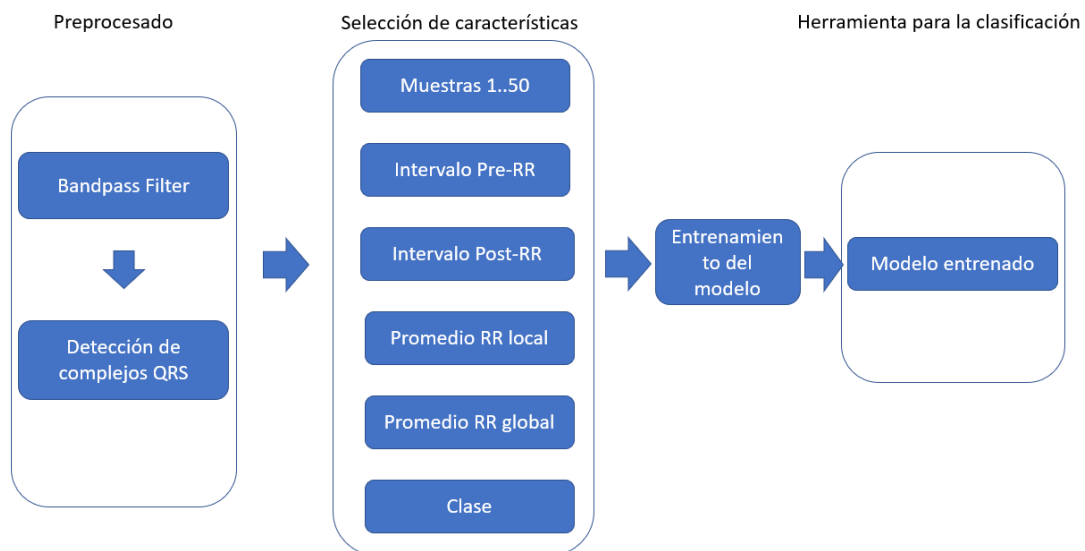 Preprocesado
Selección de características
Herramienta para la clasificación
Bandpass Filter
Detección de
complejos QRS
Muestras 1..50
Intervalo Pre-RR
Intervalo Post-RR
Promedio RR local
Promedio RR global
Clase
Entrenamien
to del
modelo
Modelo entrenado